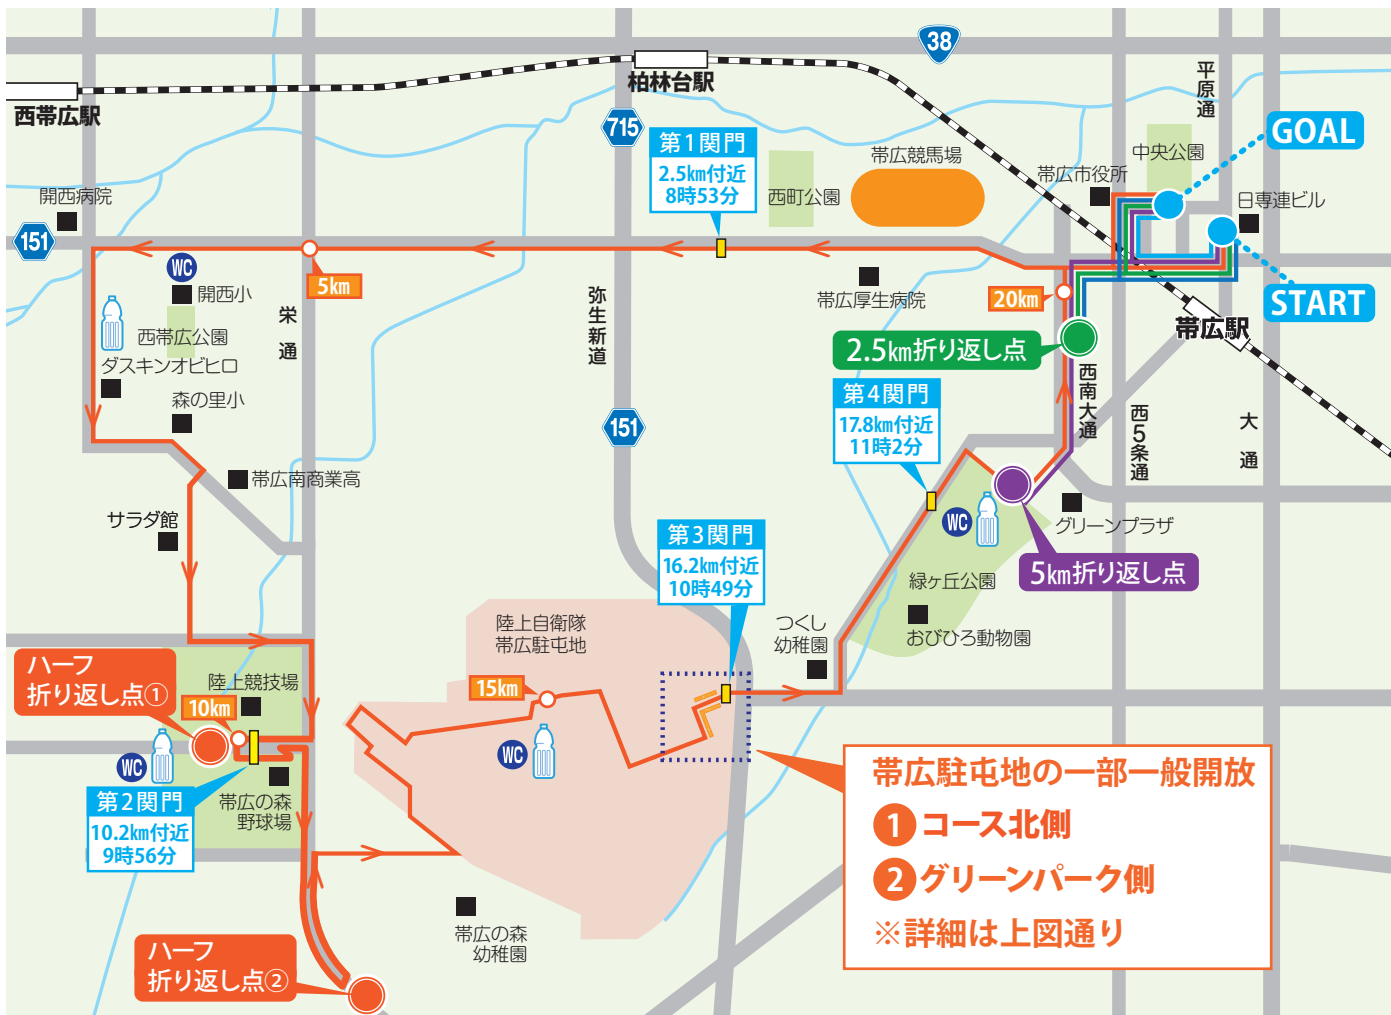 38
平原通
柏林台駅
西帯広駅
715
第1関門
2.5km付近
8時53分
帯広競馬場
中央公園
GOAL
帯広市役所
開西病院
西町公園
日専連ビル
151
WC
5km
開西小
帯広厚生病院
20km
START
栄通
弥生新道
西帯広公園
帯広駅
2.5km折り返し点
ダスキンオビヒロ
西南大通
森の里小
第4関門
17.8km付近
11時2分
西5条通
大通
151
帯広南商業高
サラダ館
WC
グリーンプラザ
第3関門
16.2km付近
10時49分
緑ヶ丘公園
5km折り返し点
陸上自衛隊
帯広駐屯地
つくし
幼稚園
おびひろ動物園
ハーフ
折り返し点①
陸上競技場
10km
15km
WC
WC
第2関門
10.2km付近
9時56分
帯広の森
野球場
帯広駐屯地の一部一般開放
1 コース北側
2 グリーンパーク側
※詳細は上図通り
帯広の森
幼稚園
ハーフ
折り返し点②